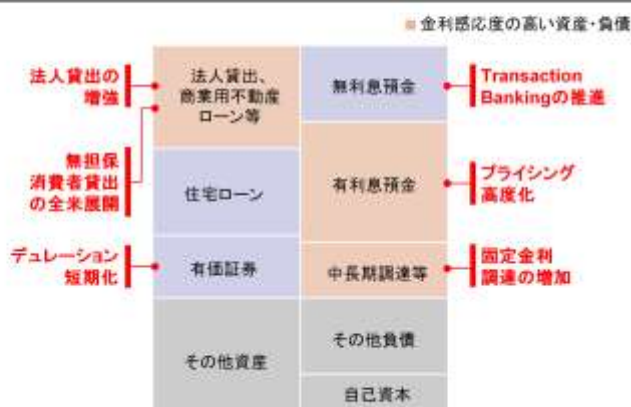 金利感応度の高い資産・負債
法人貸出の
増強
無担保
消費者貸出
の全米展開
デュレーション
短期化
法人貸出、
商業用不動産
ローン等
住宅ローン
有価証券
その他資産
無利息預金
有利息預金
中長期調達等
その他負債
自己資本
Transaction
Bankingの推進
プライシング
高度化
固定金利
調達の増加